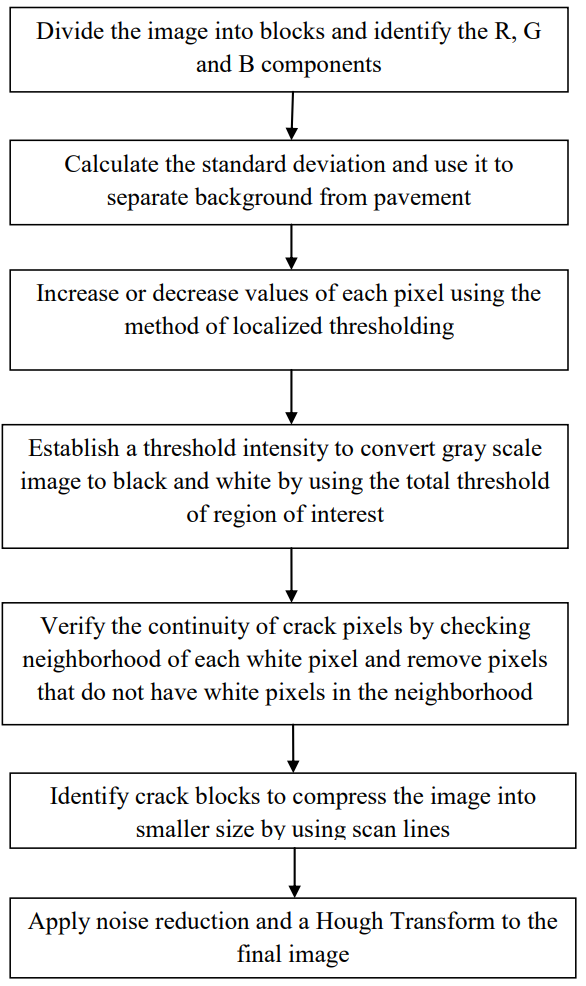 Divide the image into blocks and identify the R, G
and B components
Calculate the standard deviation and use it to
separate background from pavement
Increase or decrease values of each pixel using the
method of localized thresholding
Establish a threshold intensity to convert gray scale
image to black and white by using the total threshold
of region of interest
Verify the continuity of crack pixels by checking
neighborhood of each white pixel and remove pixels
that do not have white pixels in the neighborhood
Identify crack blocks to compress the image into
smaller size by using scan lines
Apply noise reduction and a Hough Transform to the
final image